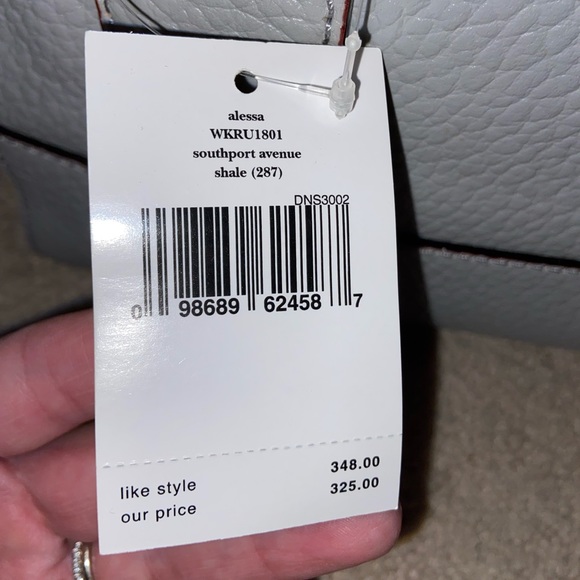 alessa
WKRU1801
southport avenue
shale (287)
DNS3002
0 98689 62458 7
like style 348.00
our price 325.00